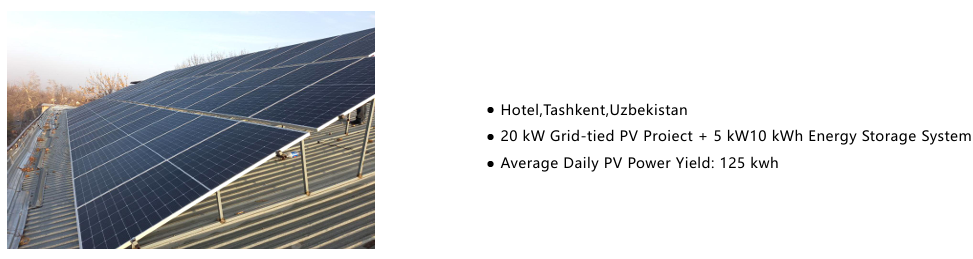 • Hotel,Tashkent,Uzbekistan
• 20 kW Grid-tied PV Proiect + 5 kW10 kWh Energy Storage System
• Average Daily PV Power Yield: 125 kwh